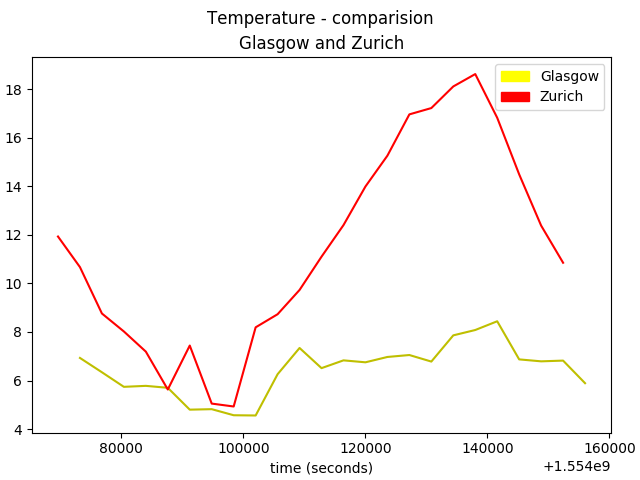 Temperature - comparision
Glasgow and Zurich
Glasgow
Zurich
18
16
14
12
10
8
6
4
80000 100000 120000 140000 160000
time (seconds)
+1.554e9